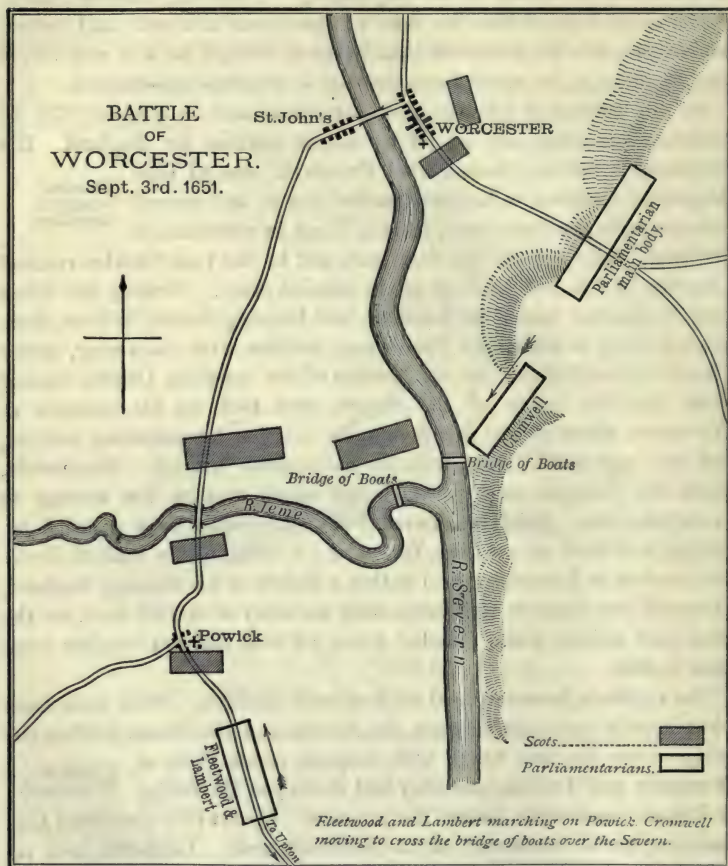 BATTLE
OF
WORCESTER.
Sept. 3rd. 1651.
St. John's
WORCESTER
Parliamentarian
main body.
Cromwell
Bridge of Boats
Bridge of Boats
R. Teme
R. Severn
Powick
Fleetwood &
Lambert
To Upton
Scots
Parliamentarians.
Fleetwood and Lambert marching on Powick. Cromwell
moving to cross the bridge of boats over the Severn.